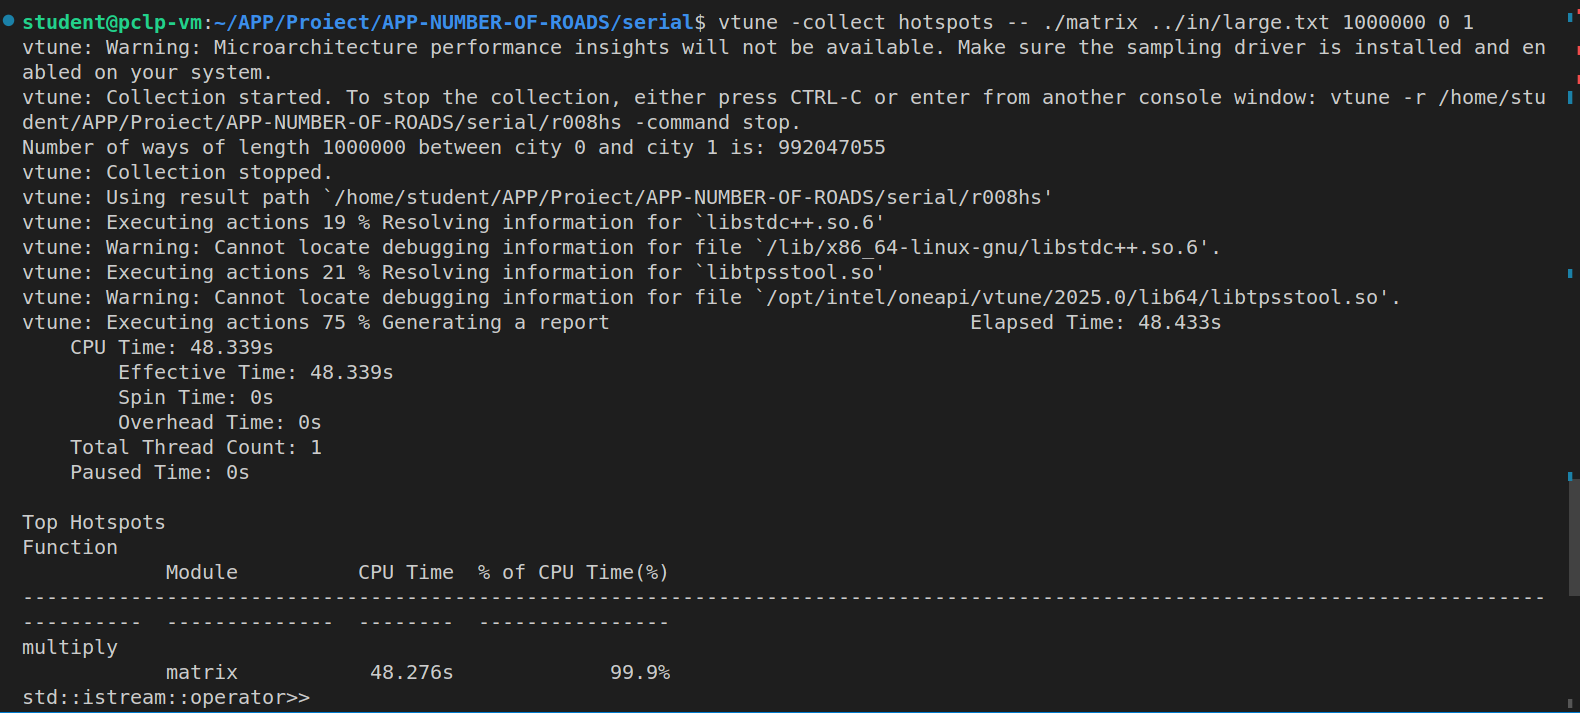 student@pclp-vm:~/APP/Proiect/APP-NUMBER-OF-ROADS/serial$ vtune -collect hotspots -- ./matrix ../in/large.txt 1000000 0 1
vtune: Warning: Microarchitecture performance insights will not be available. Make sure the sampling driver is installed and en
abled on your system.
vtune: Collection started. To stop the collection, either press CTRL-C or enter from another console window: vtune -r /home/stu
dent/APP/Proiect/APP-NUMBER-OF-ROADS/serial/r008hs -command stop.
Number of ways of length 1000000 between city 0 and city 1 is: 992047055
vtune: Collection stopped.
vtune: Using result path `/home/student/APP/Proiect/APP-NUMBER-OF-ROADS/serial/r008hs'
vtune: Executing actions 19 % Resolving information for `libstdc++.so.6'
vtune: Warning: Cannot locate debugging information for file `/lib/x86_64-linux-gnu/libstdc++.so.6'.
vtune: Executing actions 21 % Resolving information for `libtpsstool.so'
vtune: Warning: Cannot locate debugging information for file `/opt/intel/oneapi/vtune/2025.0/lib64/libtpsstool.so'.
vtune: Executing actions 75 % Generating a report                              Elapsed Time: 48.433s
    CPU Time: 48.339s
        Effective Time: 48.339s
        Spin Time: 0s
        Overhead Time: 0s
    Total Thread Count: 1
    Paused Time: 0s

Top Hotspots
Function
            Module          CPU Time  % of CPU Time(%)
-------------------------------------------------------------------------------------------------------------------------------
----------  --------------  --------  ----------------
multiply
            matrix           48.276s             99.9%
std::istream::operator>>